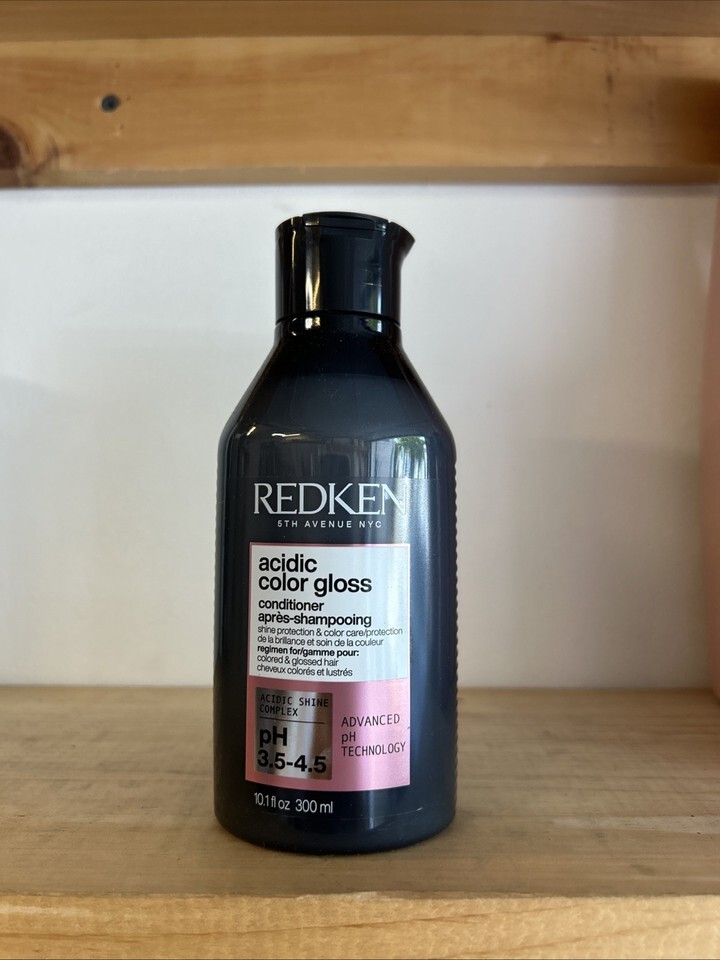 REDKEN
5TH AVENUE NYC
acidic
color gloss
conditioner
après-shampooing
shine protection & color care/protection
de la brillance et soin de la couleur
regimen for/gamme pour:
colored & glossed hair
cheveux colorés et lustrés
ACIDIC SHINE
COMPLEX
pH
3.5-4.5
ADVANCED
pH
TECHNOLOGY
10.1 fl oz 300 ml